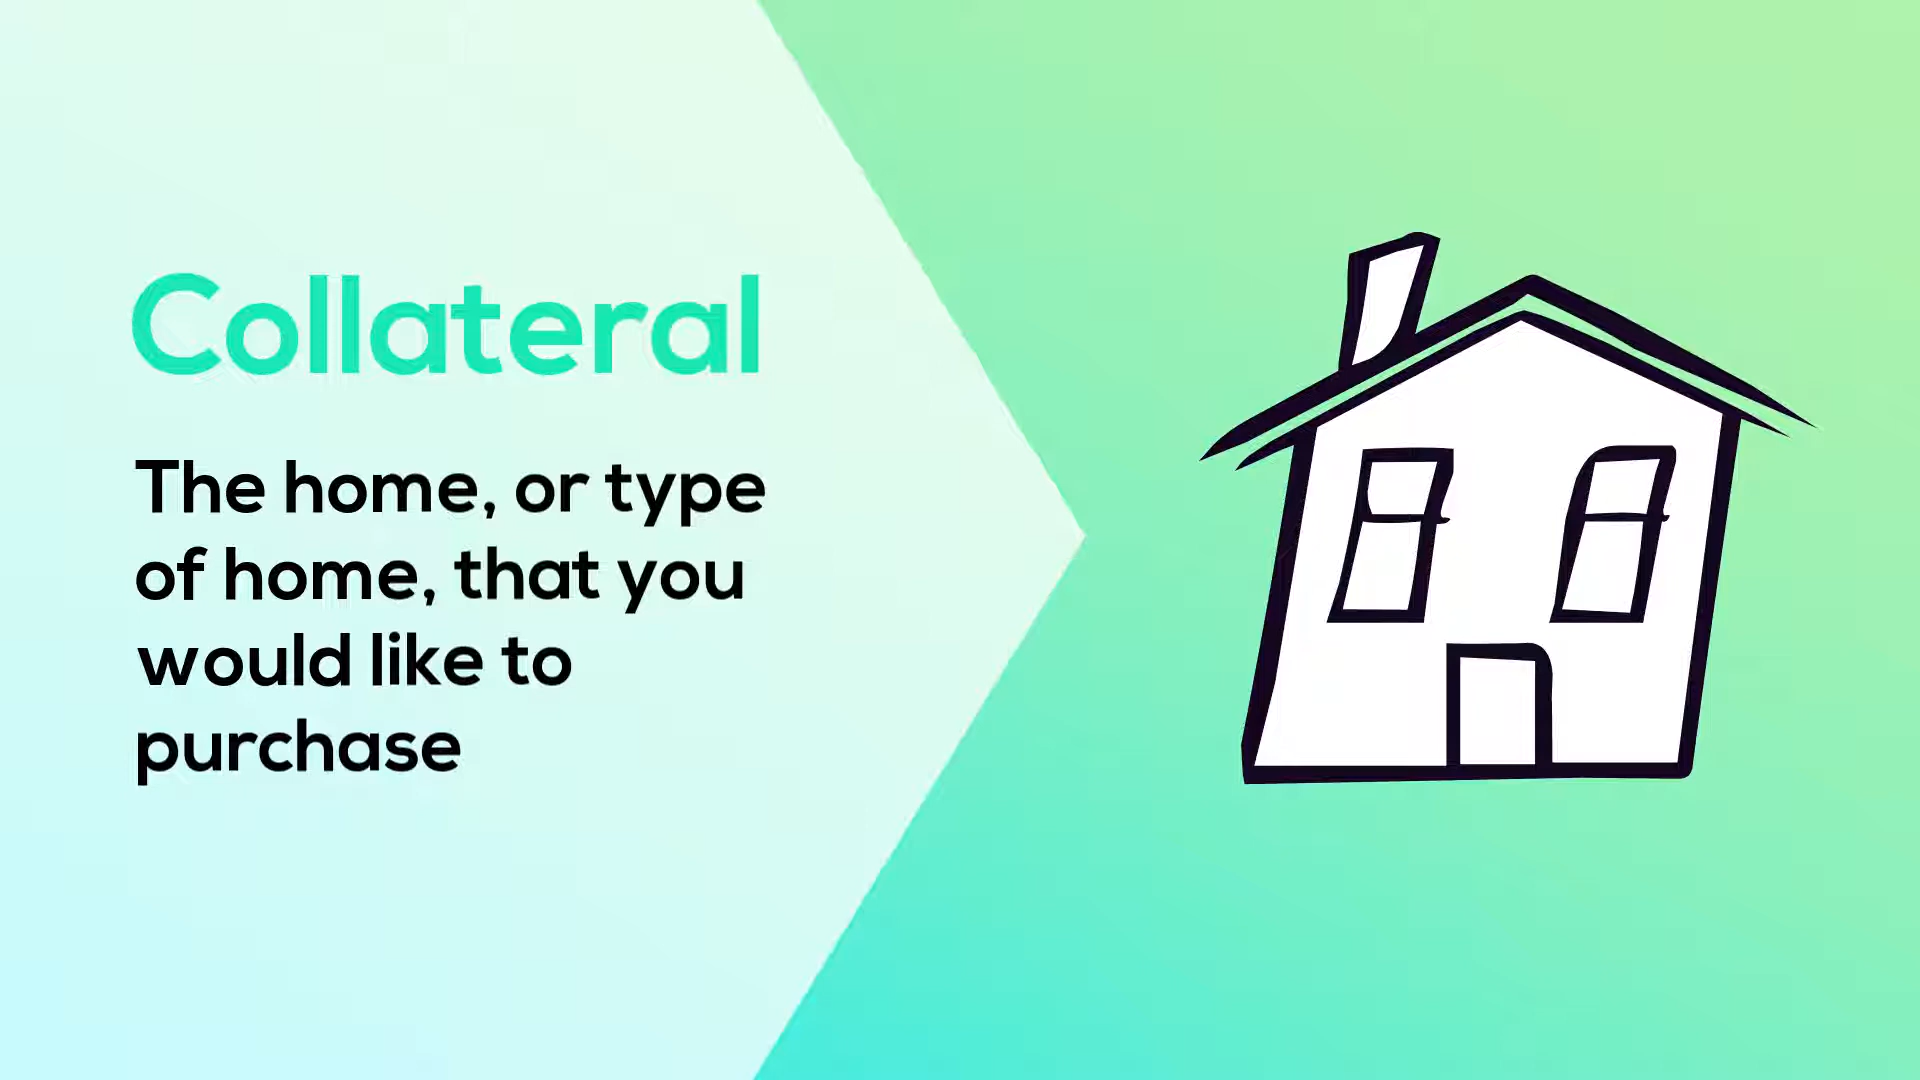 Collateral
The home, or type
of home, that you
would like to
purchase